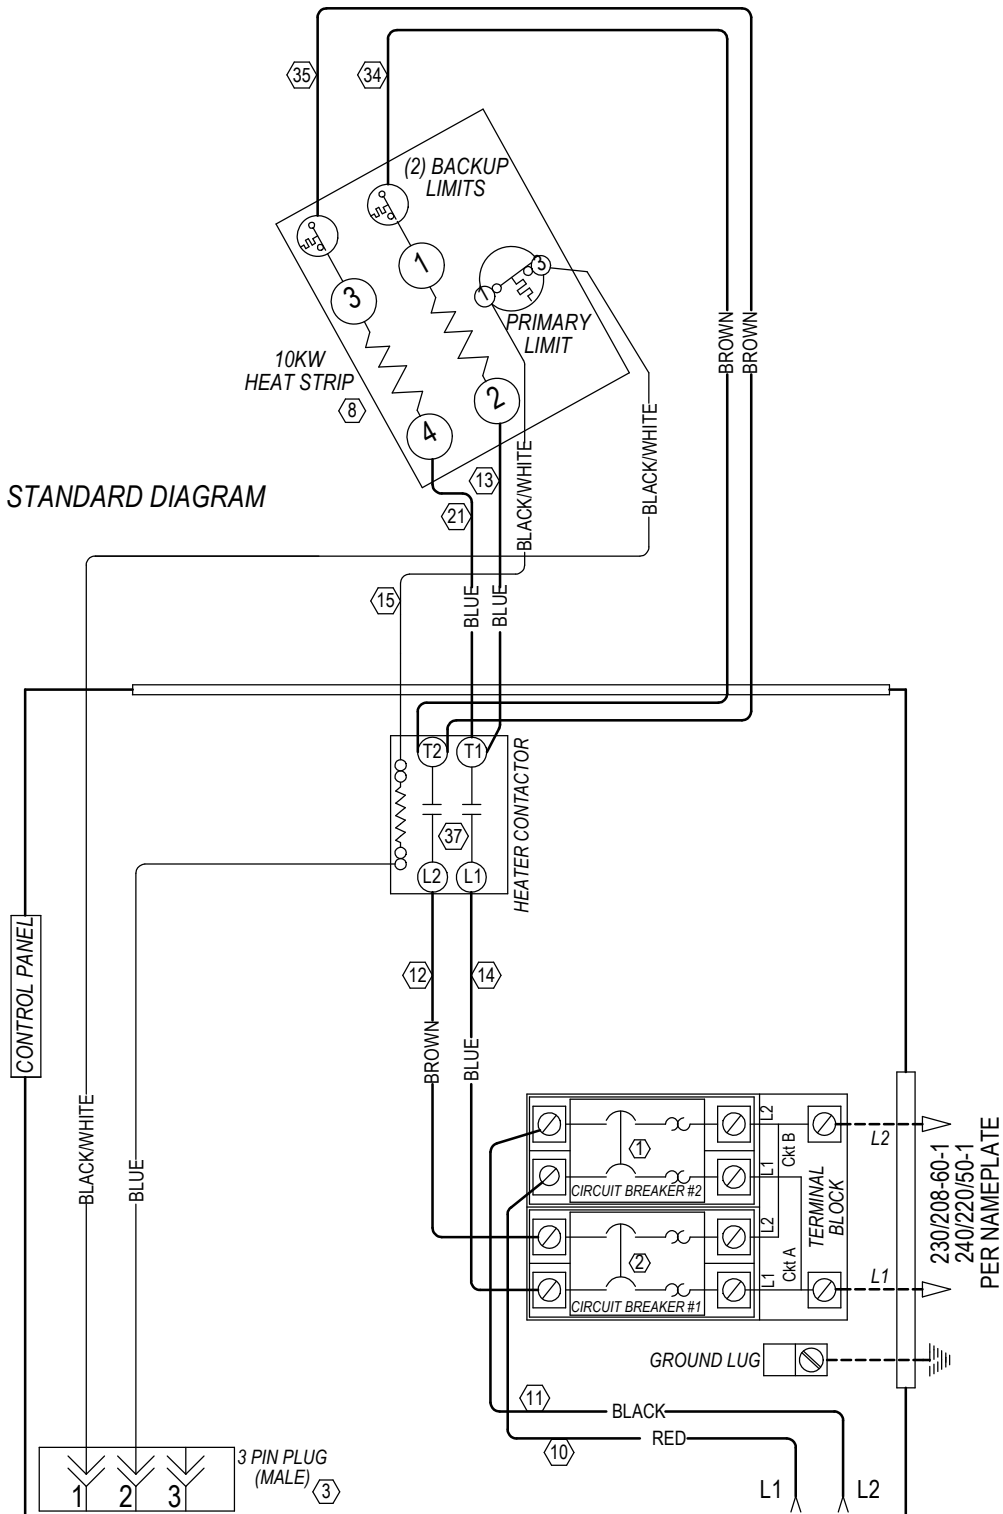 35
34
(2) BACKUP
LIMITS
1
3
3
1
PRIMARY
LIMIT
10KW
HEAT STRIP
8
2
4
BROWN
BROWN
STANDARD DIAGRAM
13
21
BLACK/WHITE
BLACK/WHITE
15
BLUE
BLUE
T2
T1
37
L2
L1
HEATER CONTACTOR
CONTROL PANEL
12
14
BROWN
BLUE
BLACK/WHITE
BLUE
L2
1
Ckt B
L1
CIRCUIT BREAKER #2
L2
2
Ckt A
L1
CIRCUIT BREAKER #1
TERMINAL
BLOCK
L2
L1
230/208-60-1
240/220/50-1
PER NAMEPLATE
GROUND LUG
11
BLACK
RED
10
3 PIN PLUG
(MALE)
3
1
2
3
L1
L2